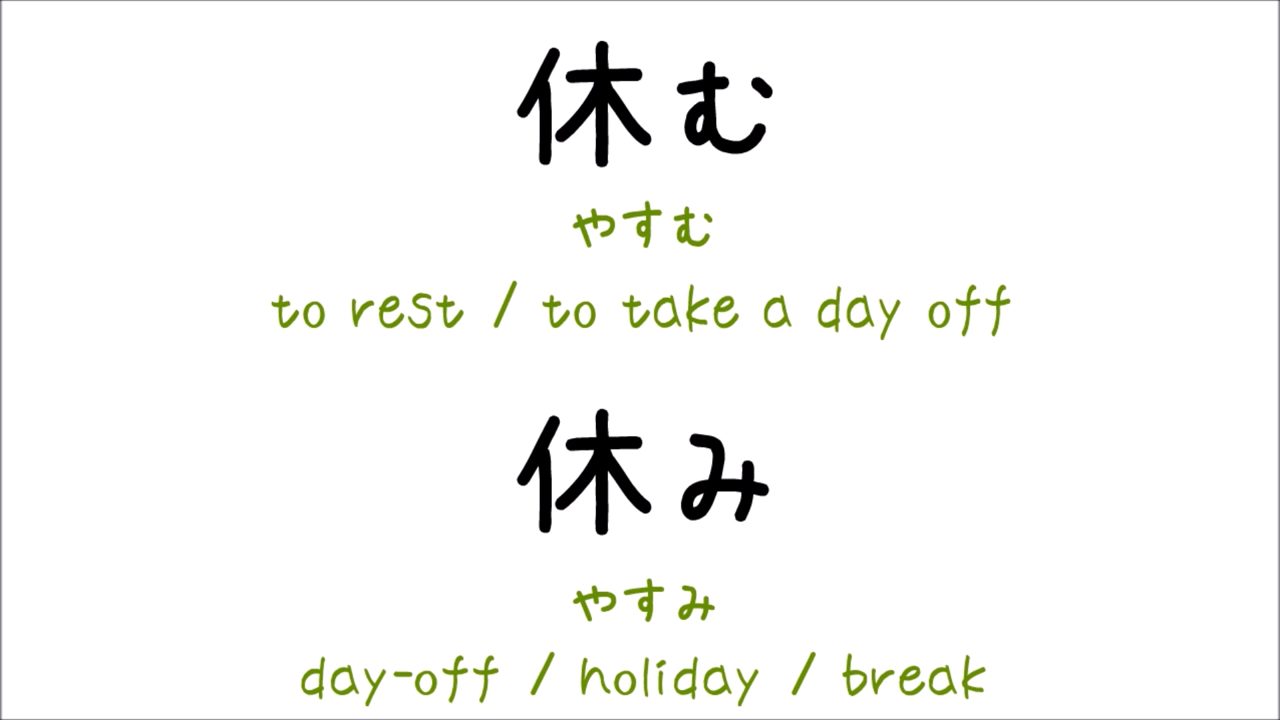 休む
やすむ
to rest / to take a day off
休み
やすみ
day-off / holiday / break